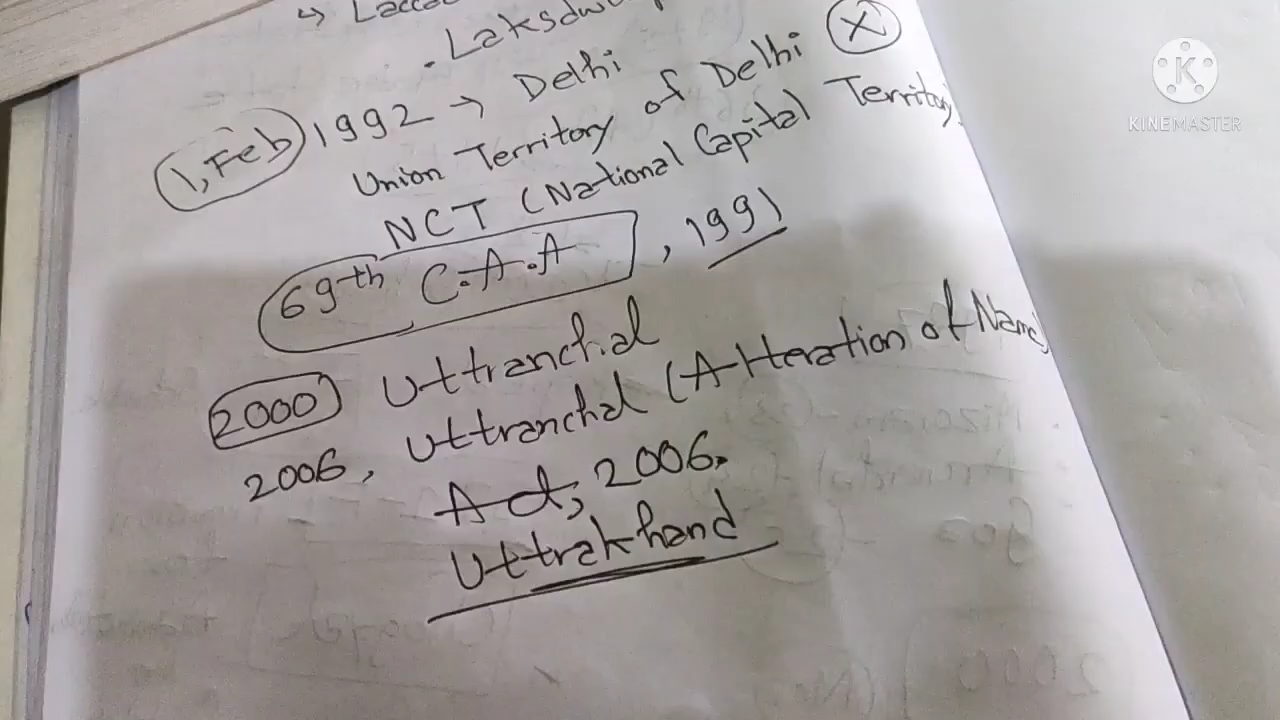 ↳ Lacca
. Laksdw
1, Feb 1992 → Delhi
Union Territory of Delhi X
NCT (National Capital Territory
69th C.A.A, 1991
2000 Uttranchal
2006, Uttranchal (Alteration of Name)
Act, 2006.
Uttrakhand
K
KINEMASTER